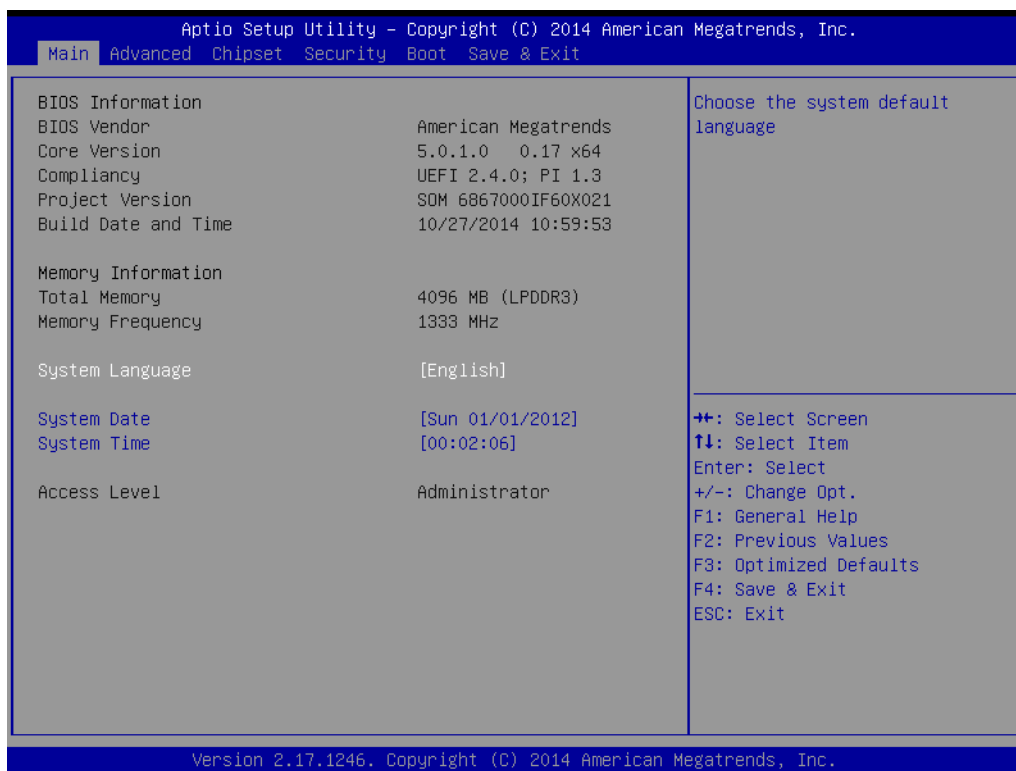 Aptio Setup Utility – Copyright (C) 2014 American Megatrends, Inc.
Main Advanced Chipset Security Boot Save & Exit
BIOS Information
BIOS Vendor American Megatrends
Core Version 5.0.1.0 0.17 x64
Compliancy UEFI 2.4.0; PI 1.3
Project Version SOM 6867000IF60X021
Build Date and Time 10/27/2014 10:59:53
Memory Information
Total Memory 4096 MB (LPDDR3)
Memory Frequency 1333 MHz
System Language [English]
System Date [Sun 01/01/2012]
System Time [00:02:06]
Access Level Administrator
Choose the system default
language
→←: Select Screen
↑↓: Select Item
Enter: Select
+/-: Change Opt.
F1: General Help
F2: Previous Values
F3: Optimized Defaults
F4: Save & Exit
ESC: Exit
Version 2.17.1246. Copyright (C) 2014 American Megatrends, Inc.